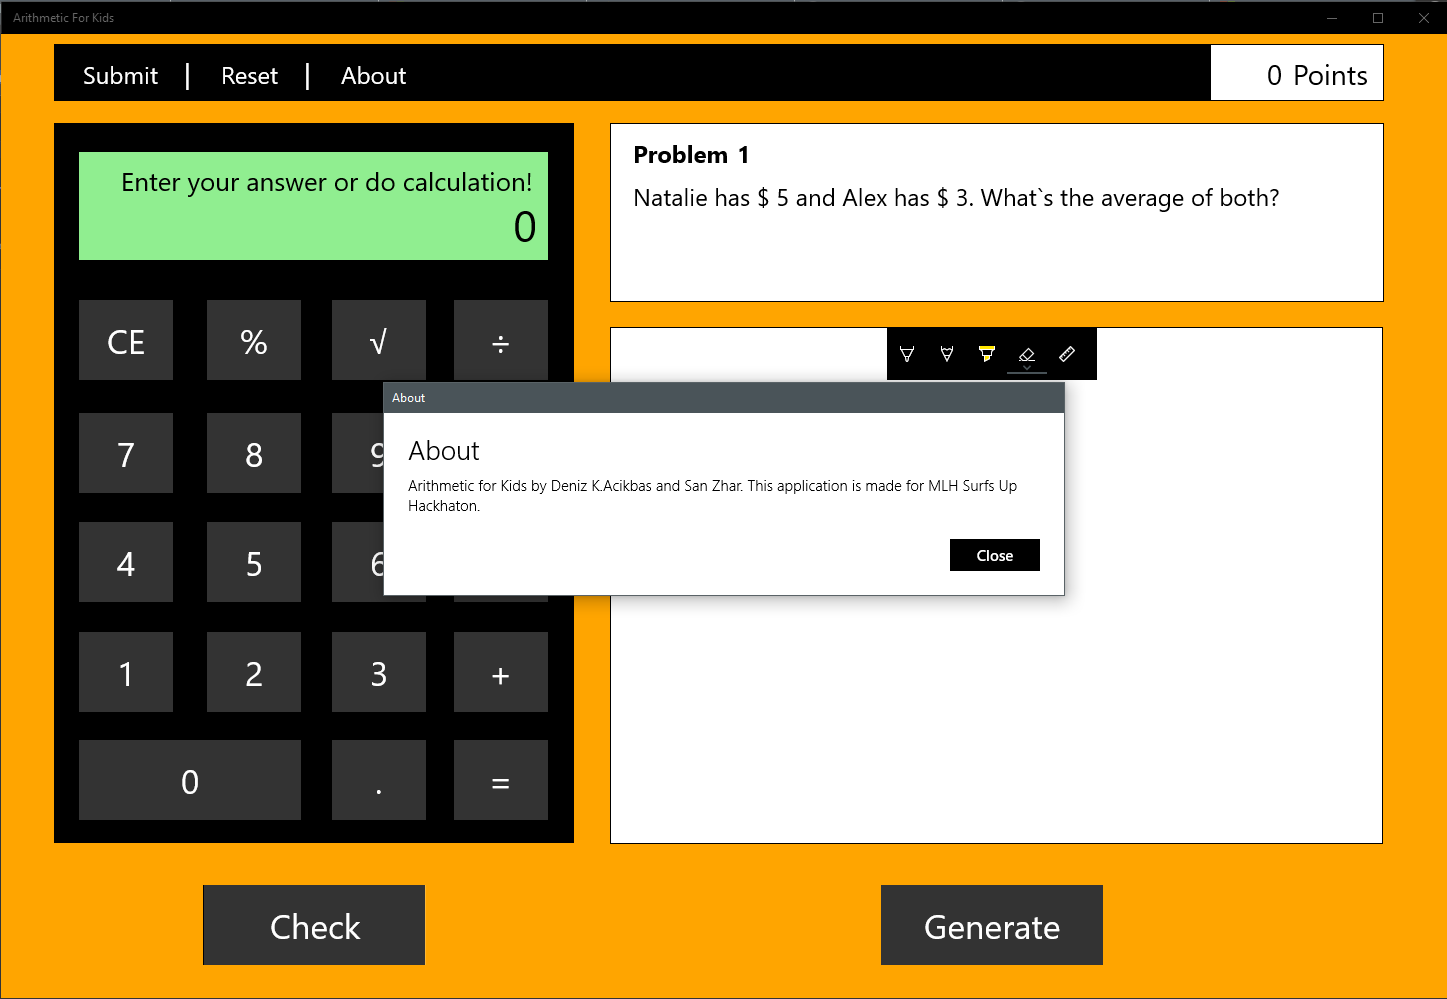 Arithmetic For Kids
Submit | Reset | About
0 Points
Enter your answer or do calculation!
0
CE % √ ÷
7 8 9
4 5 6
1 2 3 +
0 . =
Problem 1
Natalie has $ 5 and Alex has $ 3. What`s the average of both?
About
About
Arithmetic for Kids by Deniz K.Acikbas and San Zhar. This application is made for MLH Surfs Up
Hackhaton.
Close
Check
Generate